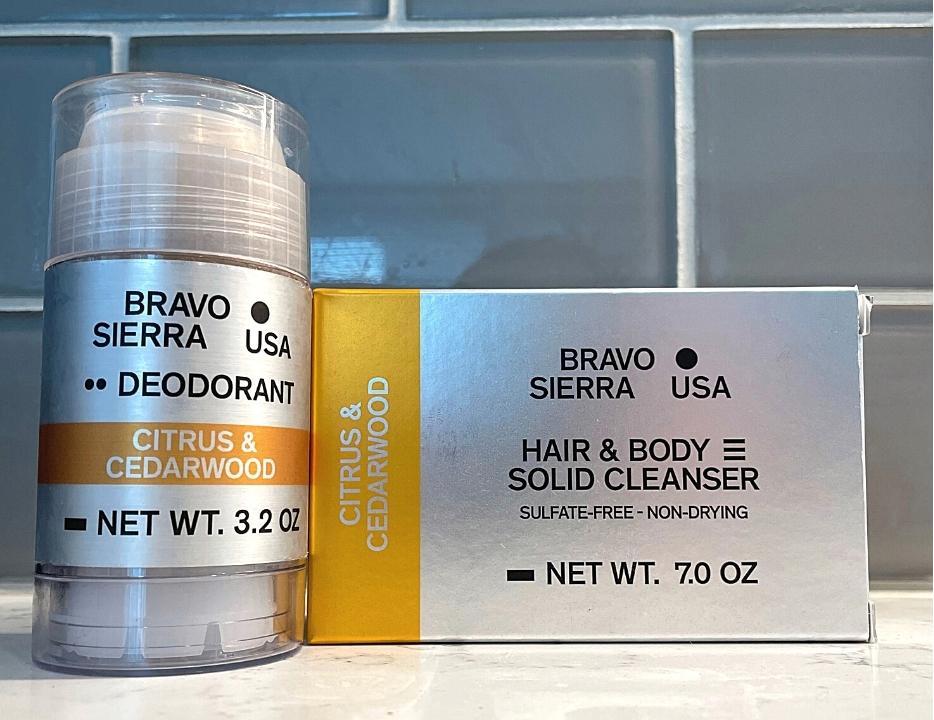 BRAVO
SIERRA USA
DEODORANT
CITRUS &
CEDARWOOD
NET WT. 3.2 OZ
CITRUS &
CEDARWOOD
BRAVO
SIERRA USA
HAIR & BODY
SOLID CLEANSER
SULFATE-FREE - NON-DRYING
NET WT. 7.0 OZ